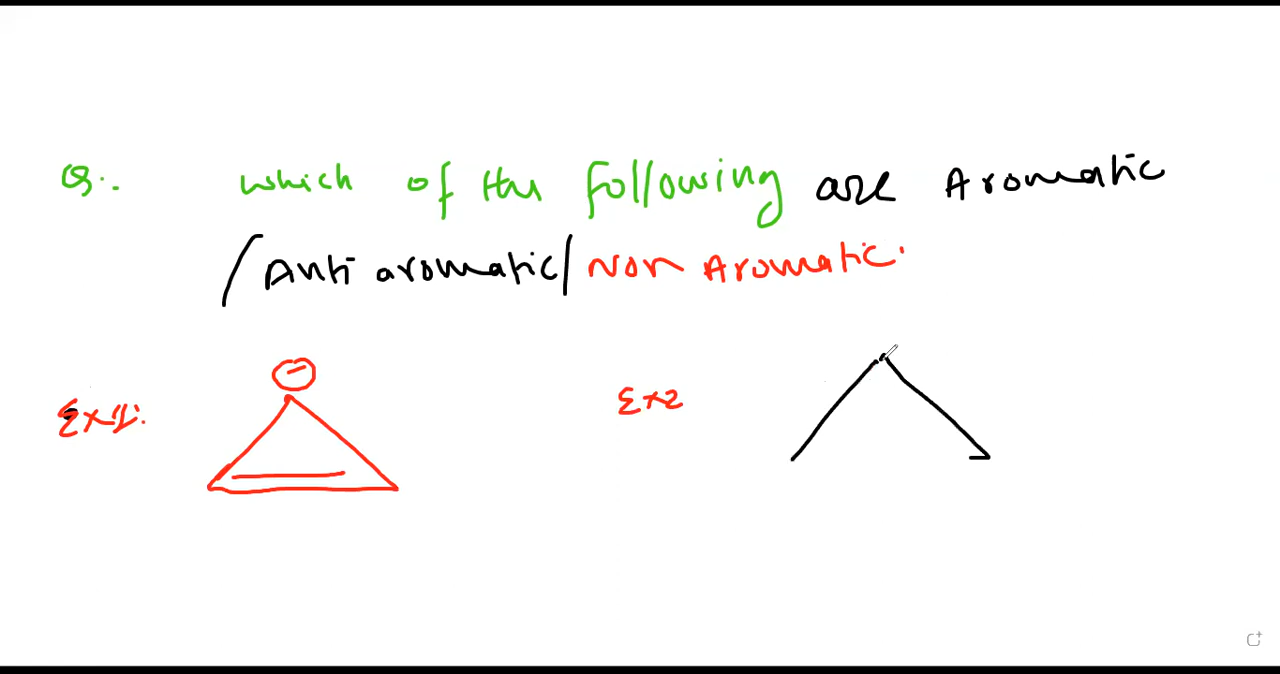 Q:. which of the following are Aromatic
/Anti aromatic/ Non Aromatic.
Ex1: Ex2